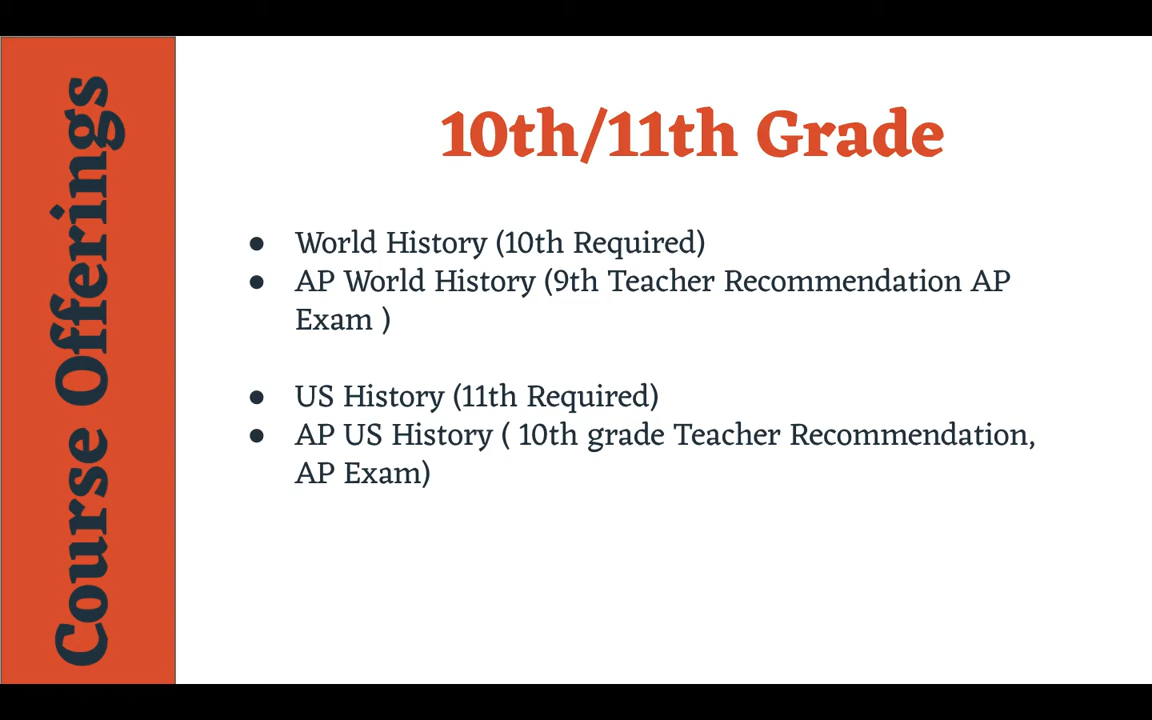 Course Offerings
10th/11th Grade
● World History (10th Required)
● AP World History (9th Teacher Recommendation AP
Exam )
● US History (11th Required)
● AP US History ( 10th grade Teacher Recommendation,
AP Exam)